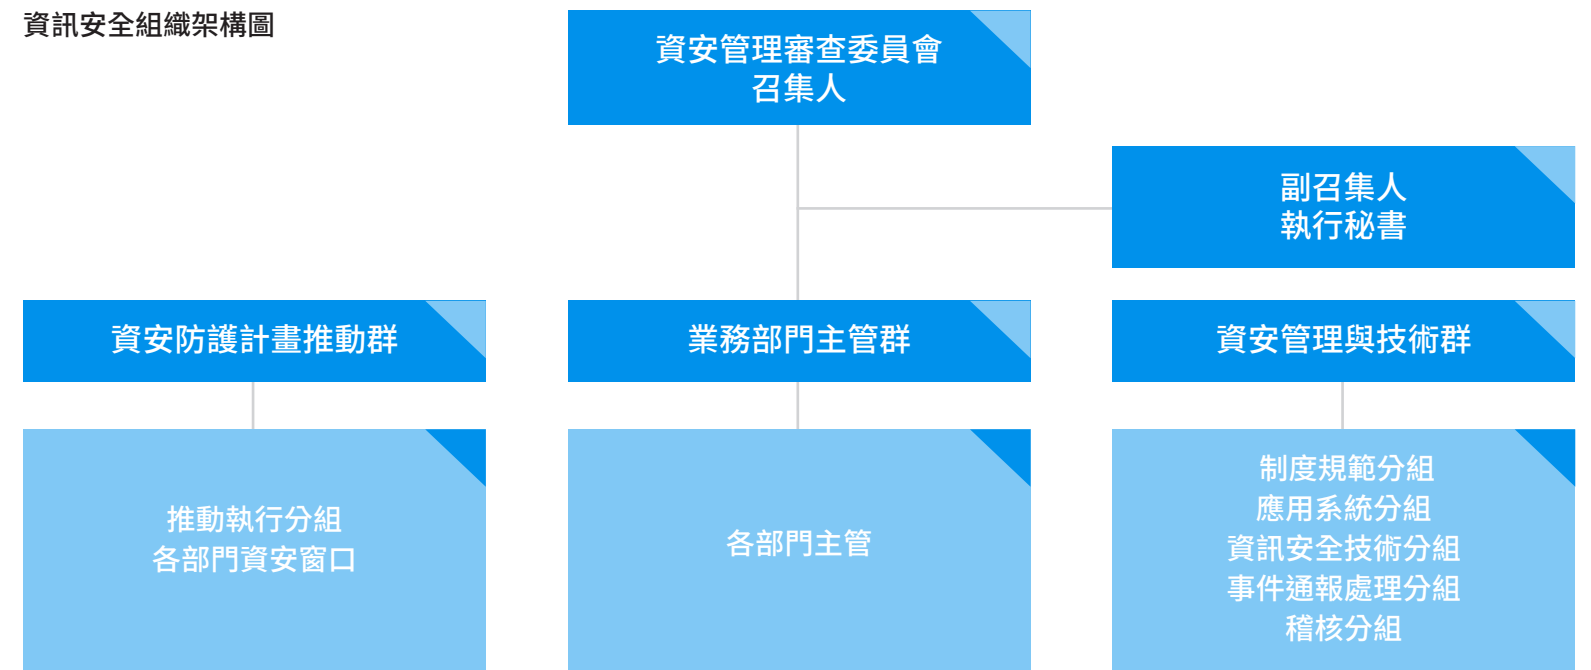 資訊安全組織架構圖
資安管理審查委員會
召集人
副召集人
執行秘書
資安防護計畫推動群
業務部門主管群
資安管理與技術群
推動執行分組
各部門資安窗口
各部門主管
制度規範分組
應用系統分組
資訊安全技術分組
事件通報處理分組
稽核分組